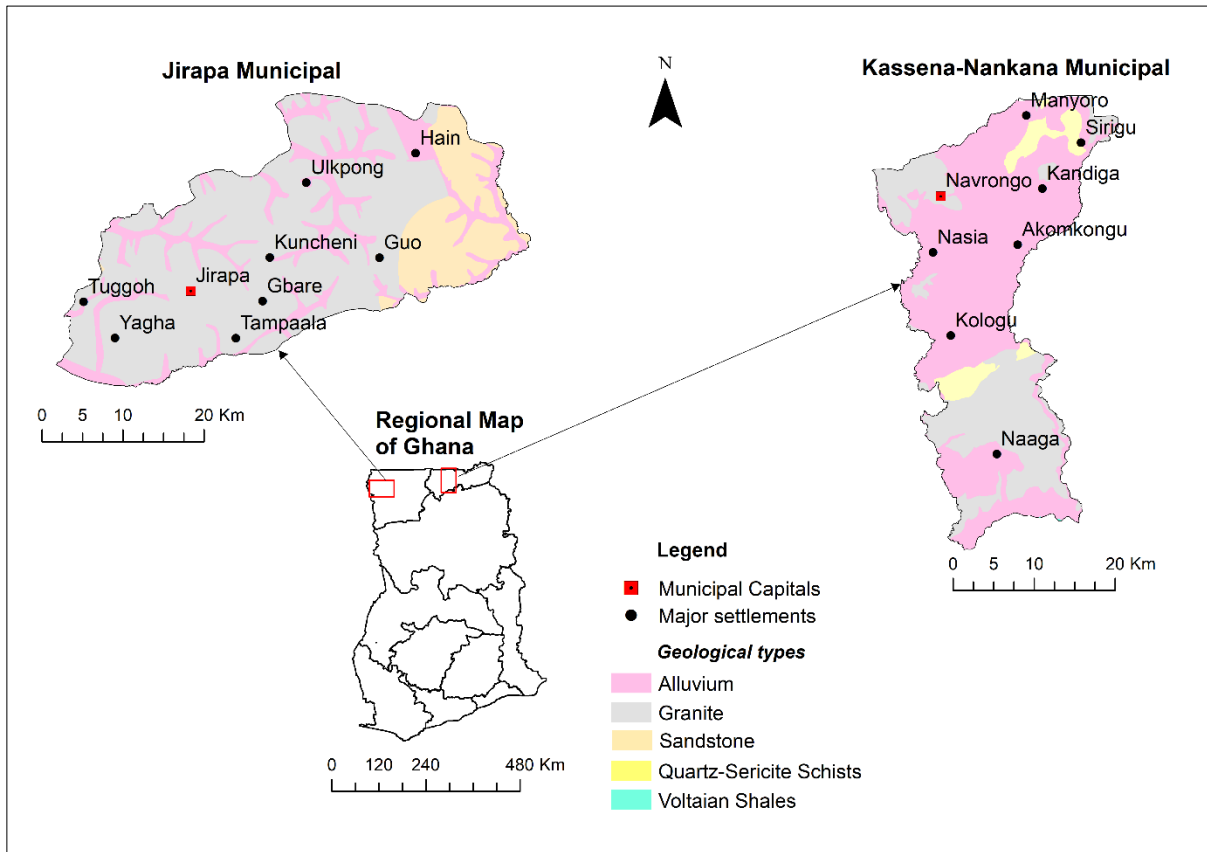 Jirapa Municipal
N
Kassena-Nankana Municipal
Hain
Ulkpong
Kuncheni
Guo
Jirapa
Tuggoh
Gbare
Yagha
Tampaala
0 5 10 20 Km
Manyoro
Sirigu
Kandiga
Navrongo
Akomkongu
Nasia
Kologu
Naaga
0 5 10 20 Km
Regional Map
of Ghana
0 120 240 480 Km
Legend
Municipal Capitals
Major settlements
Geological types
Alluvium
Granite
Sandstone
Quartz-Sericite Schists
Voltaian Shales